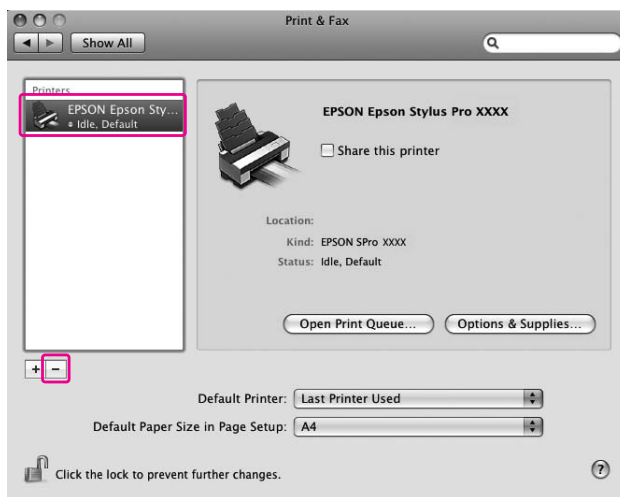 Print & Fax
Show All
Printers
EPSON Epson Sty...
Idle, Default
EPSON Epson Stylus Pro XXXX
Share this printer
Location:
Kind: EPSON SPro XXXX
Status: Idle, Default
Open Print Queue... Options & Supplies...
+ −
Default Printer: Last Printer Used
Default Paper Size in Page Setup: A4
Click the lock to prevent further changes. ?